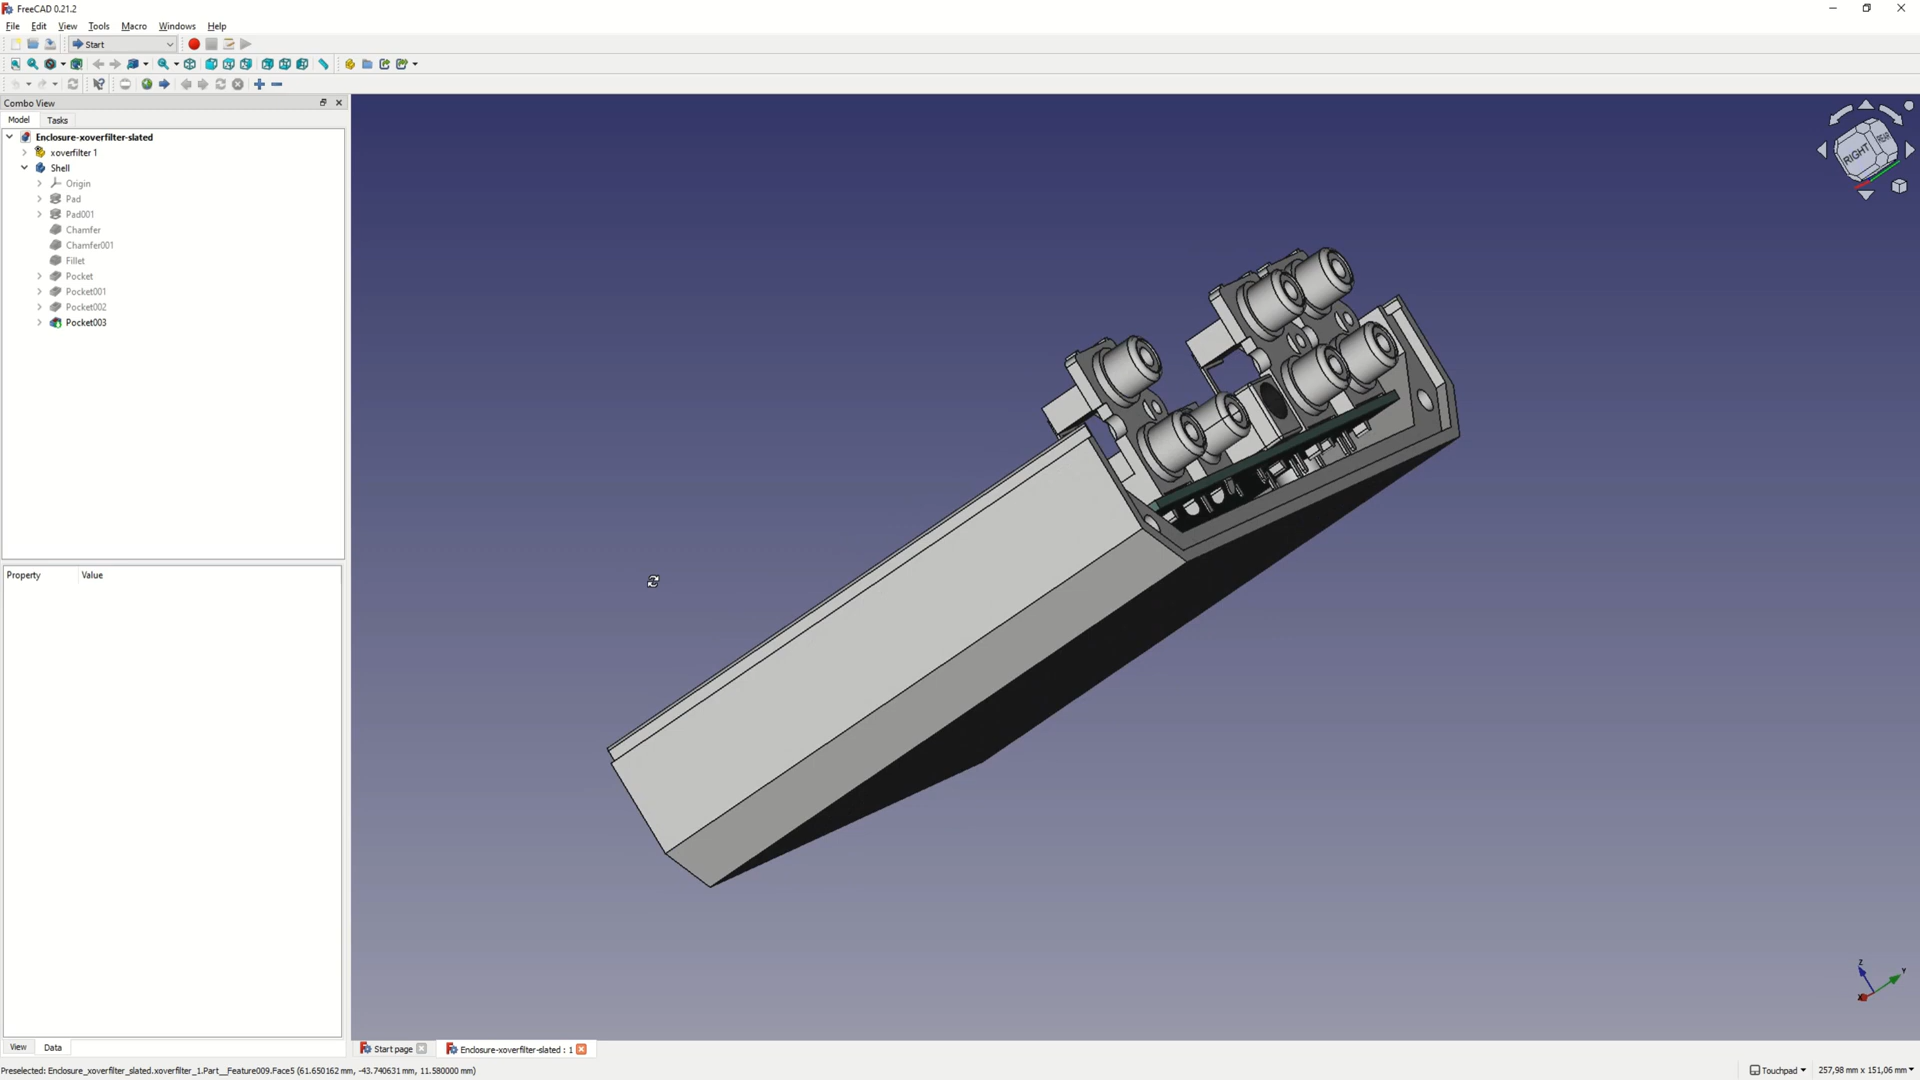 FreeCAD 0.21.2
File Edit View Tools Macro Windows Help
Start
Combo View
Model Tasks
Enclosure-xoverfilter-slated
xoverfilter 1
Shell
Origin
Pad
Pad001
Chamfer
Chamfer001
Fillet
Pocket
Pocket001
Pocket002
Pocket003
RIGHT REAR
Property Value
Z
Y
X
View Data
Start page Enclosure-xoverfilter-slated : 1
Preselected: Enclosure_xoverfilter_slated.xoverfilter_1.Part__Feature009.Face5 (61.650162 mm, -43.740631 mm, 11.580000 mm) Touchpad 257,98 mm x 151,06 mm